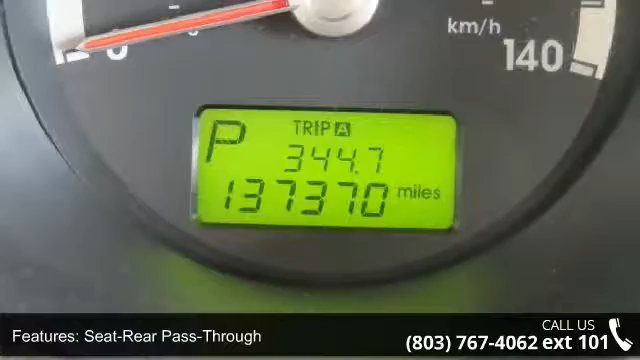 km/h
0
140
P
TRIP A
344.7
137370 miles
CALL US
Features: Seat-Rear Pass-Through
(803) 767-4062 ext 101